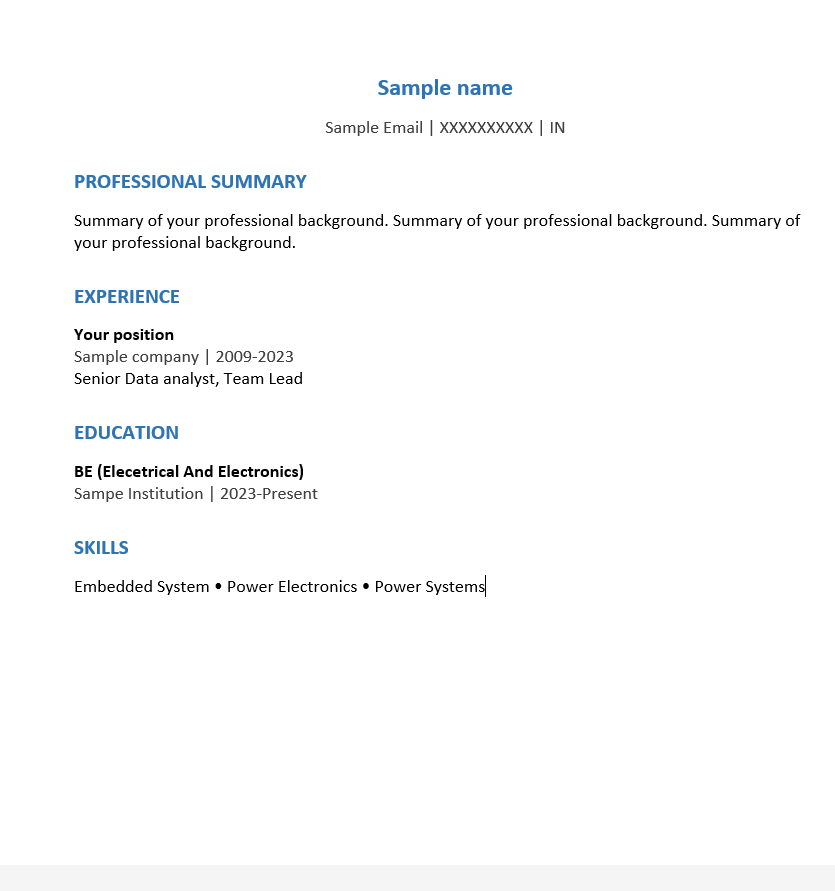 Sample name
Sample Email | XXXXXXXXXX | IN
PROFESSIONAL SUMMARY
Summary of your professional background. Summary of your professional background. Summary of
your professional background.
EXPERIENCE
Your position
Sample company | 2009-2023
Senior Data analyst, Team Lead
EDUCATION
BE (Elecetrical And Electronics)
Sampe Institution | 2023-Present
SKILLS
Embedded System • Power Electronics • Power Systems